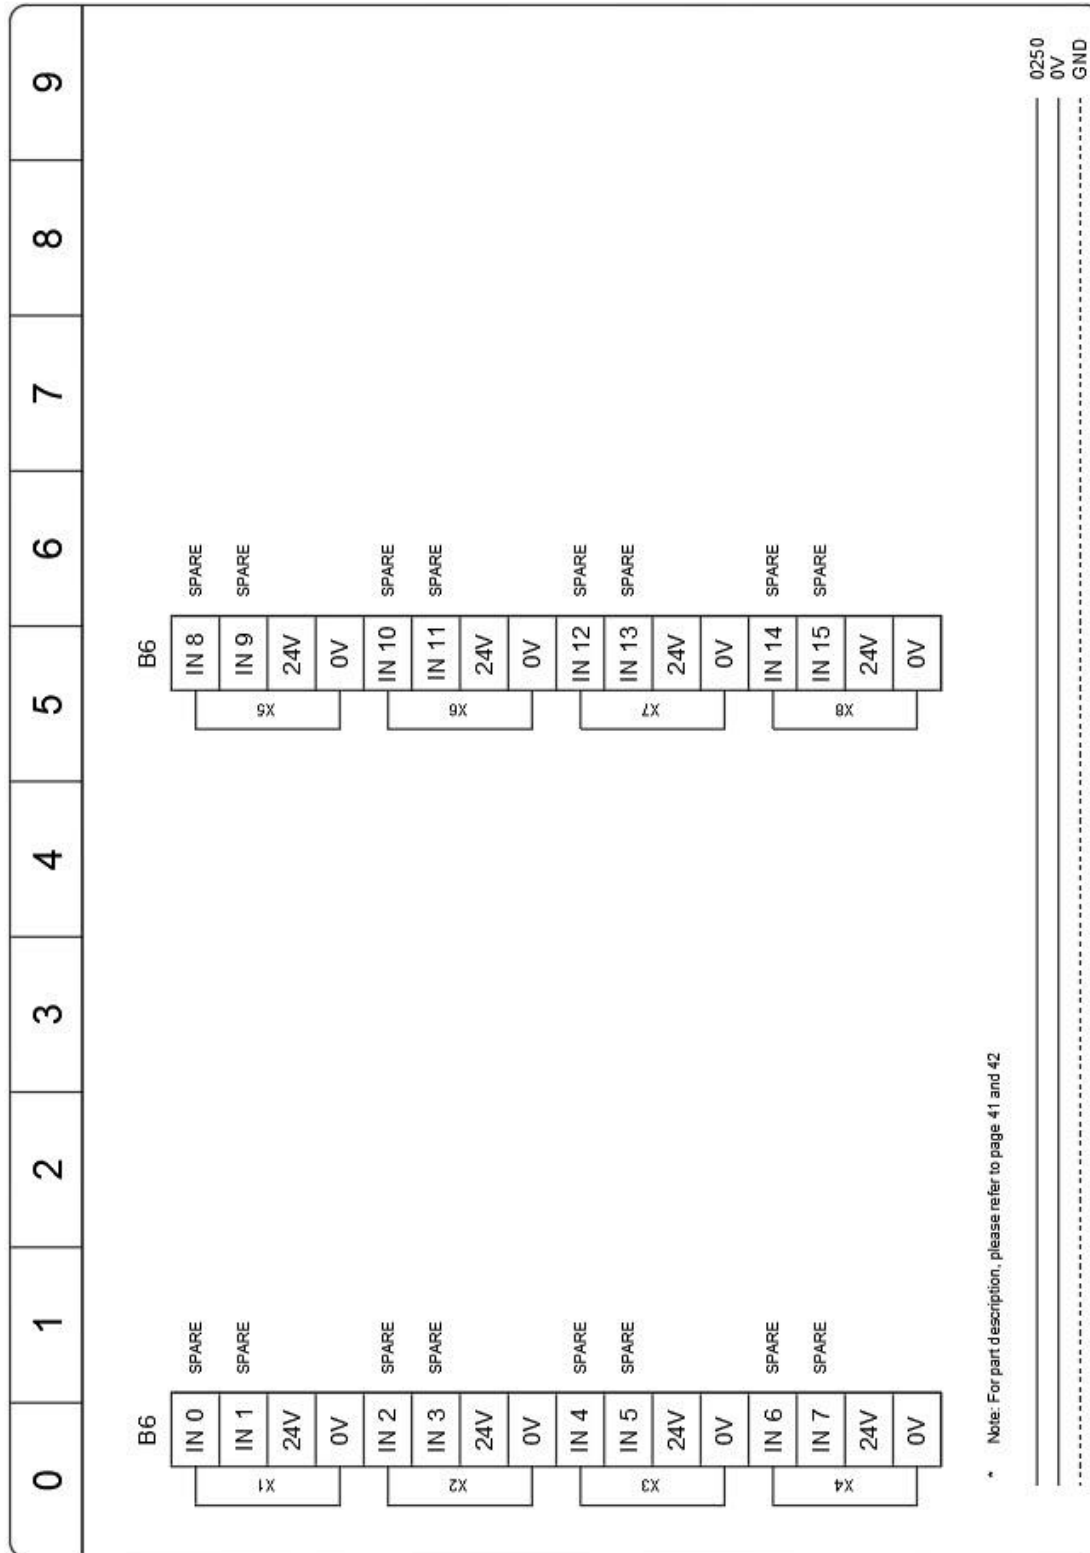 0 1 2 3 4 5 6 7 8 9
B6
X1
IN 0 SPARE
IN 1 SPARE
24V
0V
X2
IN 2 SPARE
IN 3 SPARE
24V
0V
X3
IN 4 SPARE
IN 5 SPARE
24V
0V
X4
IN 6 SPARE
IN 7 SPARE
24V
0V
B6
X5
IN 8 SPARE
IN 9 SPARE
24V
0V
X6
IN 10 SPARE
IN 11 SPARE
24V
0V
X7
IN 12 SPARE
IN 13 SPARE
24V
0V
X8
IN 14 SPARE
IN 15 SPARE
24V
0V
* Note: For part description, please refer to page 41 and 42
0250
0V
GND